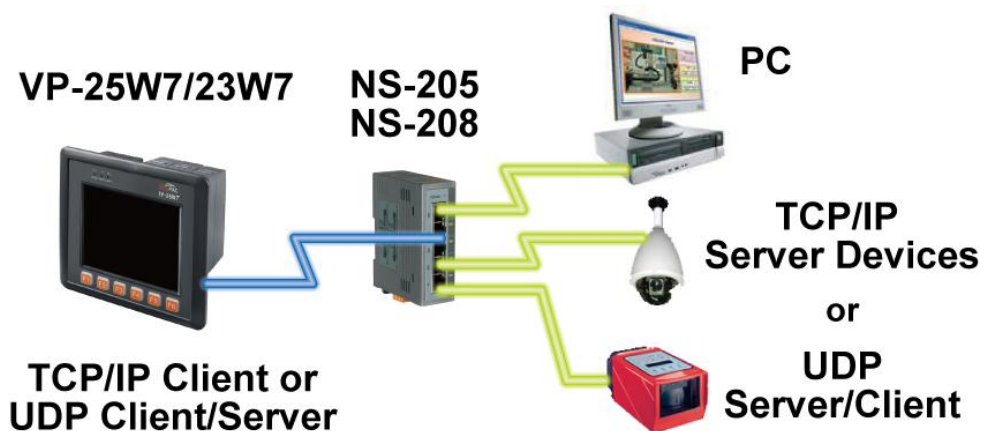 VP-25W7/23W7
NS-205
NS-208
PC
TCP/IP
Server Devices
or
UDP
Server/Client
TCP/IP Client or
UDP Client/Server